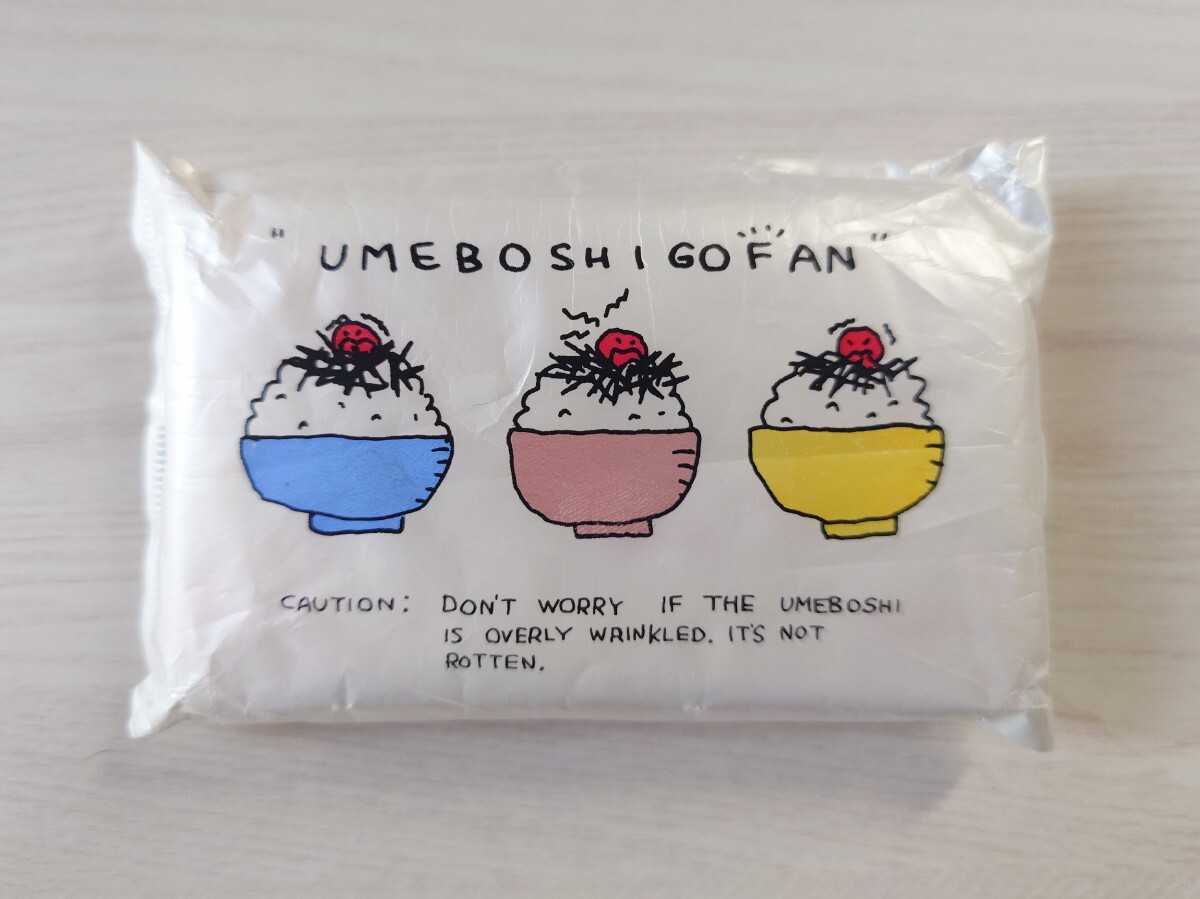 "UMEBOSHI GOFAN"
CAUTION: DON'T WORRY IF THE UMEBOSHI
IS OVERLY WRINKLED. IT'S NOT
ROTTEN.